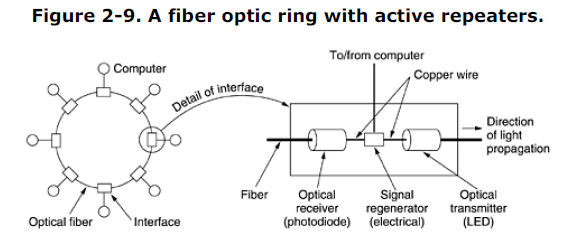 Figure 2-9. A fiber optic ring with active repeaters.
To/from computer
Computer
Copper wire
Detail of interface
Direction
of light
propagation
Fiber
Optical
receiver
(photodiode)
Signal
regenerator
(electrical)
Optical
transmitter
(LED)
Optical fiber
Interface